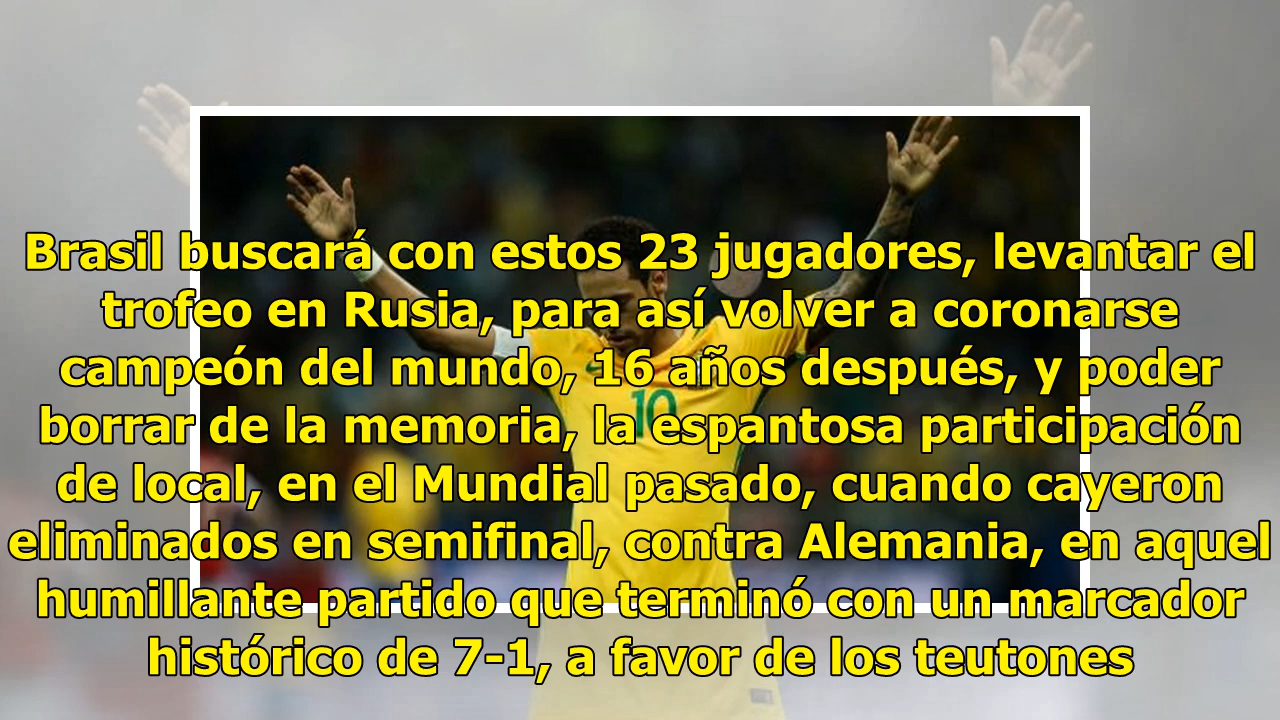 Brasil buscará con estos 23 jugadores, levantar el
trofeo en Rusia, para así volver a coronarse
campeón del mundo, 16 años después, y poder
borrar de la memoria, la espantosa participación
de local, en el Mundial pasado, cuando cayeron
eliminados en semifinal, contra Alemania, en aquel
humillante partido que terminó con un marcador
histórico de 7-1, a favor de los teutones
10